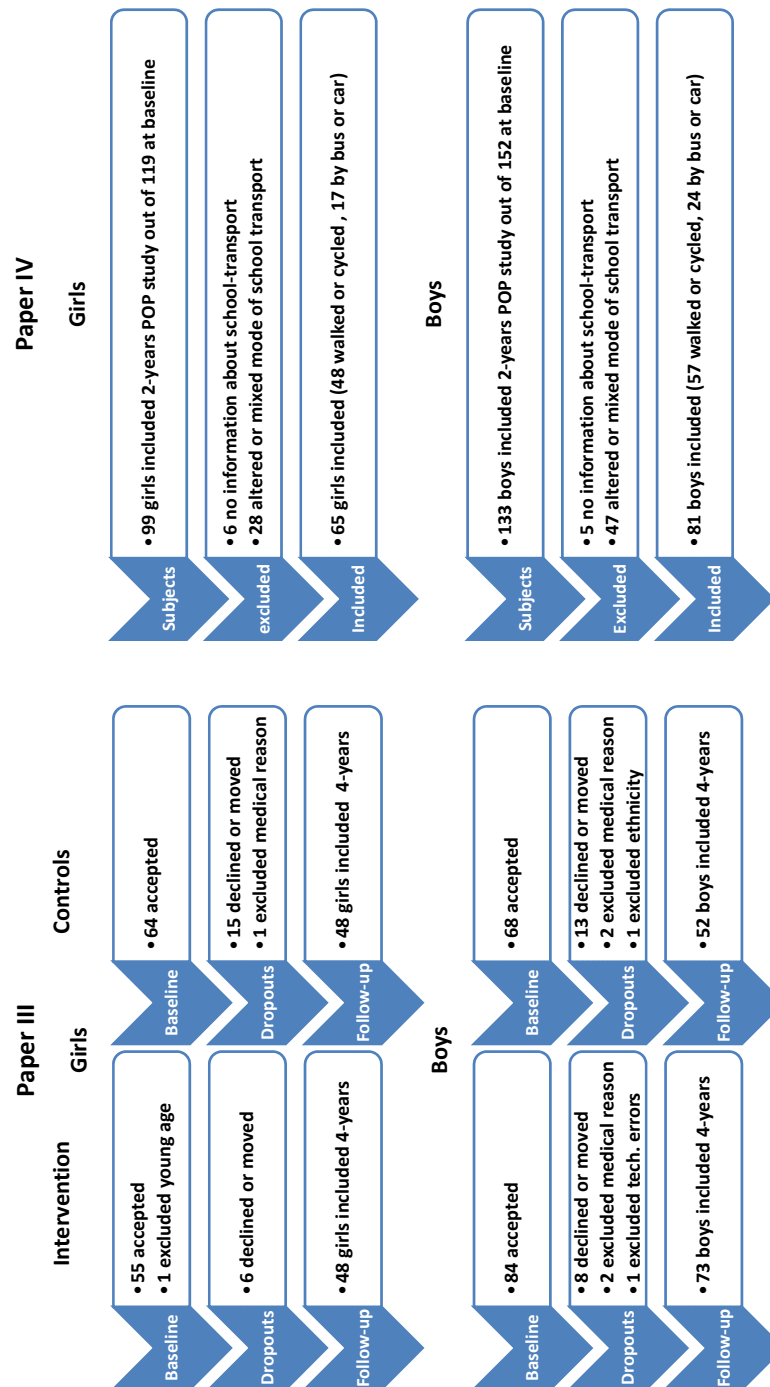 Paper III
Intervention
Controls
Girls
Baseline
• 55 accepted
• 1 excluded young age
Dropouts
• 6 declined or moved
Follow-up
• 48 girls included 4-years
Baseline
• 64 accepted
Dropouts
• 15 declined or moved
• 1 excluded medical reason
Follow-up
• 48 girls included 4-years
Boys
Baseline
• 84 accepted
Dropouts
• 8 declined or moved
• 2 excluded medical reason
• 1 excluded tech. errors
Follow-up
• 73 boys included 4-years
Baseline
• 68 accepted
Dropouts
• 13 declined or moved
• 2 excluded medical reason
• 1 excluded ethnicity
Follow-up
• 52 boys included 4-years
Paper IV
Girls
Subjects
• 99 girls included 2-years POP study out of 119 at baseline
excluded
• 6 no information about school-transport
• 28 altered or mixed mode of school transport
Included
• 65 girls included (48 walked or cycled , 17 by bus or car)
Boys
Subjects
• 133 boys included 2-years POP study out of 152 at baseline
Excluded
• 5 no information about school-transport
• 47 altered or mixed mode of school transport
Included
• 81 boys included (57 walked or cycled, 24 by bus or car)